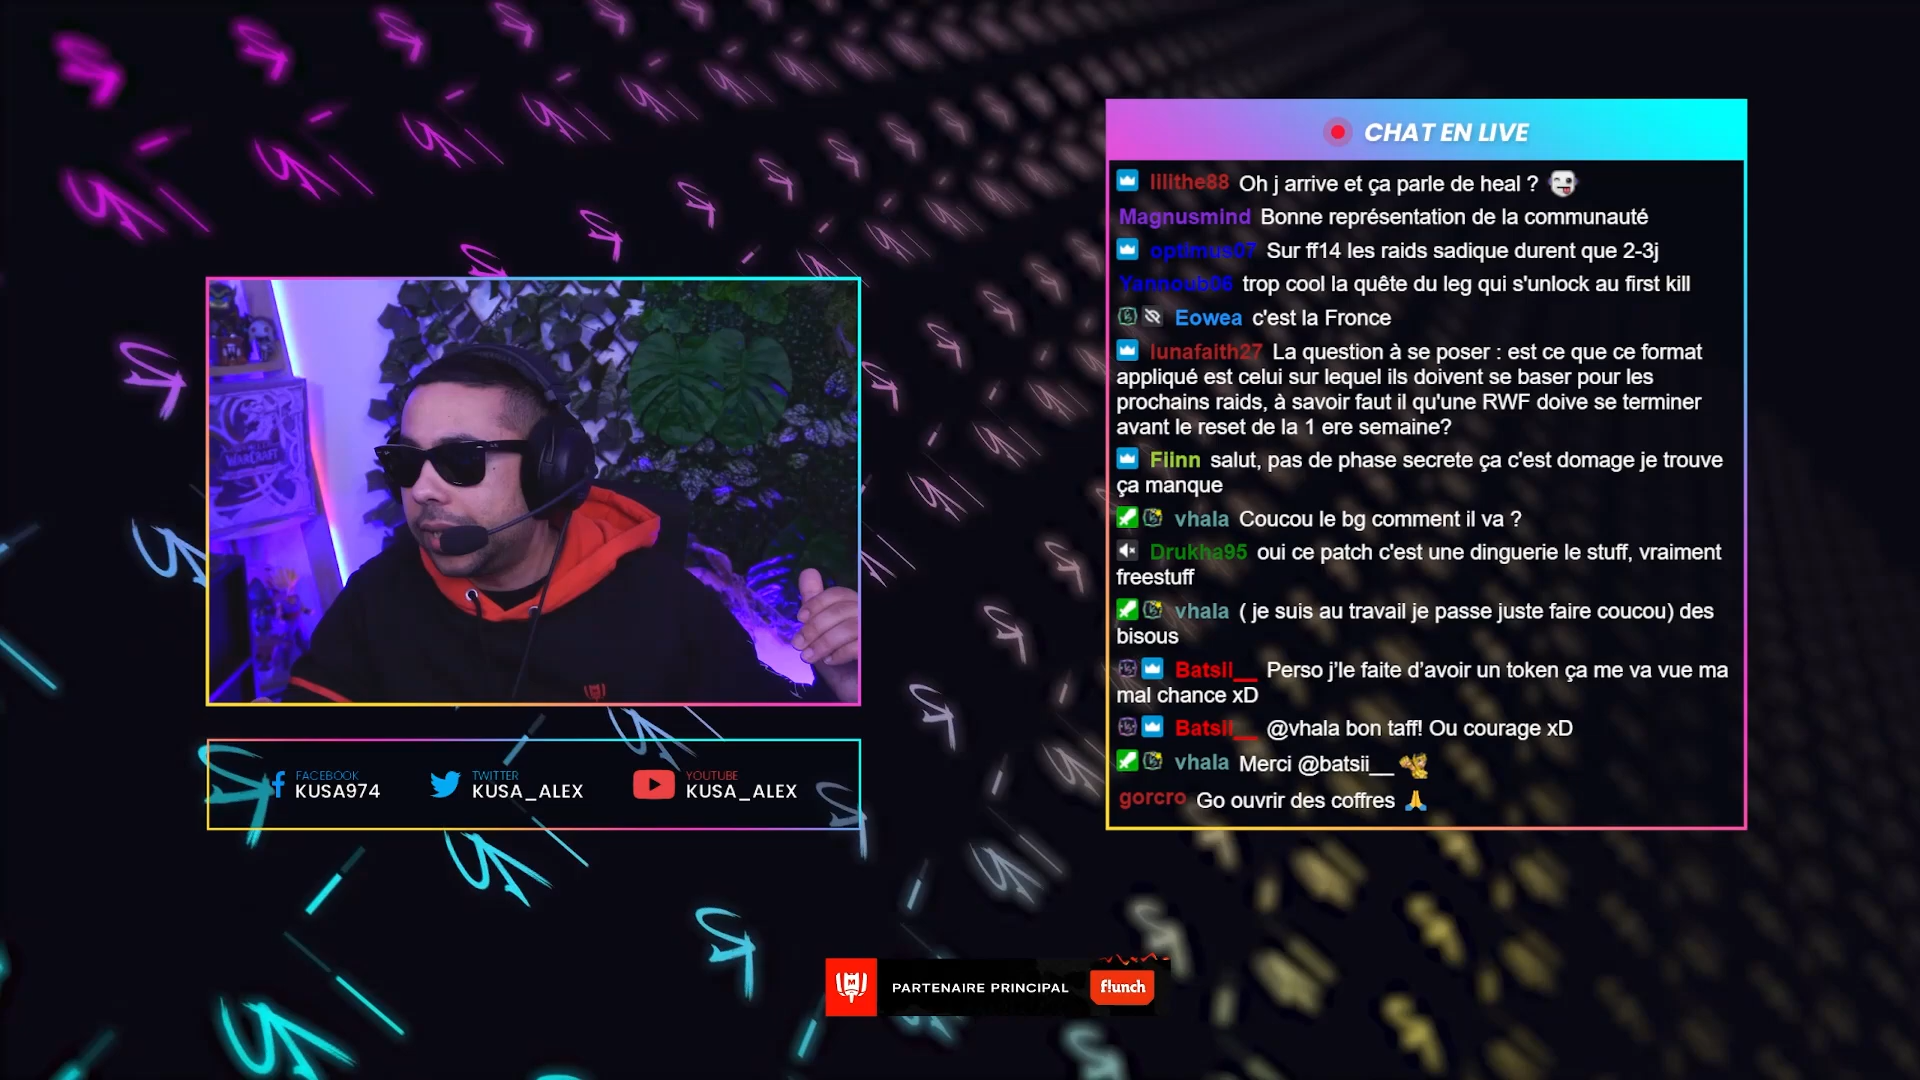 CHAT EN LIVE
lilithe88 Oh j arrive et ça parle de heal ?
Magnusmind Bonne représentation de la communauté
optimus07 Sur ff14 les raids sadique durent que 2-3j
Yannoub06 trop cool la quête du leg qui s'unlock au first kill
Eowea c'est la Fronce
lunafaith27 La question à se poser : est ce que ce format
appliqué est celui sur lequel ils doivent se baser pour les
prochains raids, à savoir faut il qu'une RWF doive se terminer
avant le reset de la 1 ere semaine?
Fiinn salut, pas de phase secrete ça c'est domage je trouve
ça manque
vhala Coucou le bg comment il va ?
Drukha95 oui ce patch c'est une dinguerie le stuff, vraiment
freestuff
vhala ( je suis au travail je passe juste faire coucou) des
bisous
Batsii__ Perso j'le faite d'avoir un token ça me va vue ma
mal chance xD
Batsii__ @vhala bon taff! Ou courage xD
vhala Merci @batsii__
gorcro Go ouvrir des coffres
WARCRAFT
FACEBOOK
KUSA974
TWITTER
KUSA_ALEX
YOUTUBE
KUSA_ALEX
PARTENAIRE PRINCIPAL
flunch